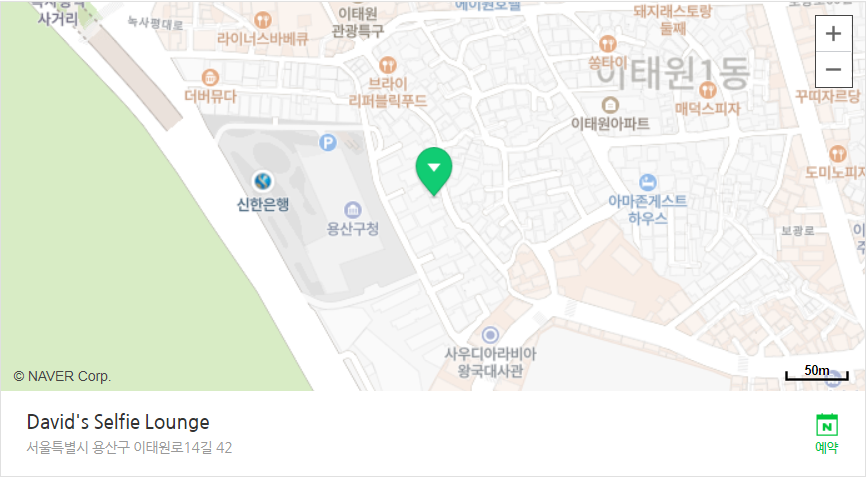 사거리
녹사평대로
이태원
관광특구
에이원호텔
돼지래스토랑
둘째
라이너스바베큐
쏭타이
이태원1동
더버뮤다
브라이
리퍼블릭푸드
매덕스피자
꾸띠자르당
이태원아파트
P
도미노피자
신한은행
용산구청
아마존게스트
하우스
보광로
사우디아라비아
왕국대사관
+
−
50m
© NAVER Corp.
David's Selfie Lounge
서울특별시 용산구 이태원로14길 42
N
예약